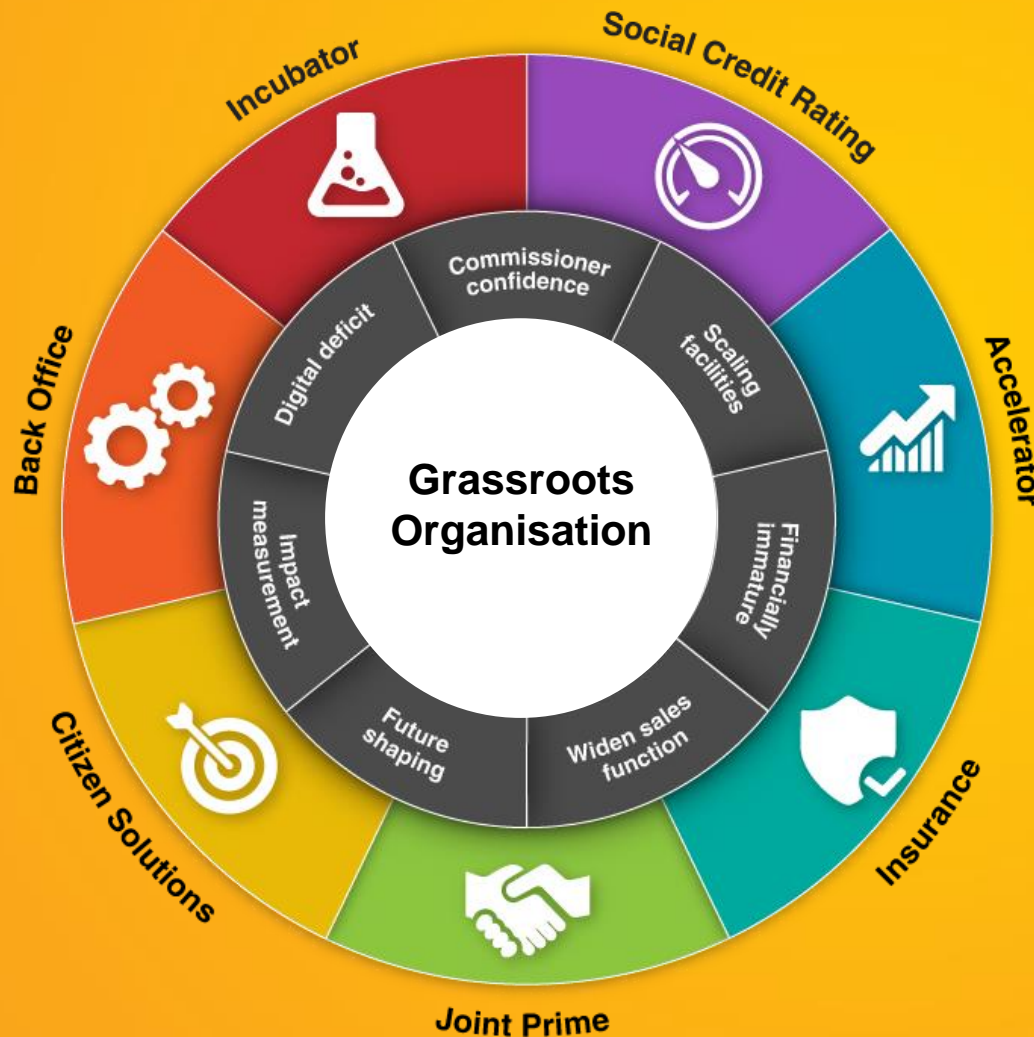 Social Credit Rating
Accelerator
Insurance
Joint Prime
Citizen Solutions
Back Office
Incubator
Commissioner
confidence
Scaling
facilities
Financially
immature
Widen sales
function
Future
shaping
Impact
measurement
Digital deficit
Grassroots
Organisation